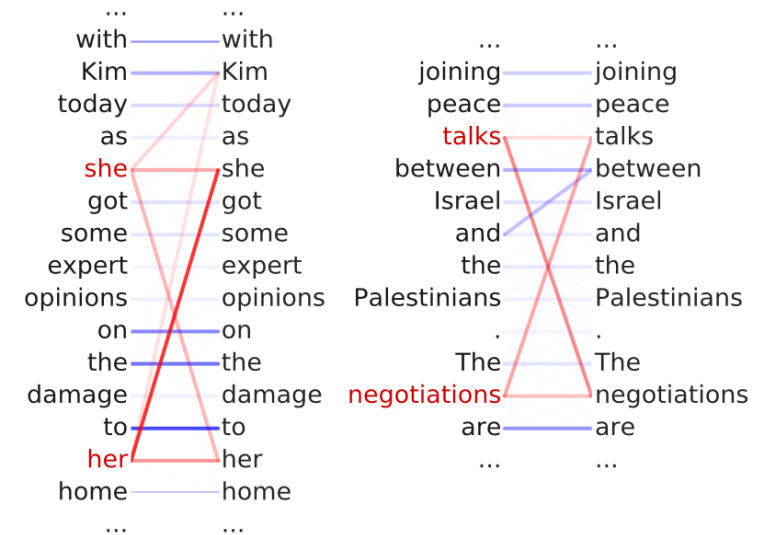 ... ...
with with
Kim Kim
today today
as as
she she
got got
some some
expert expert
opinions opinions
on on
the the
damage damage
to to
her her
home home
... ...
... ...
joining joining
peace peace
talks talks
between between
Israel Israel
and and
the the
Palestinians Palestinians
. .
The The
negotiations negotiations
are are
... ...